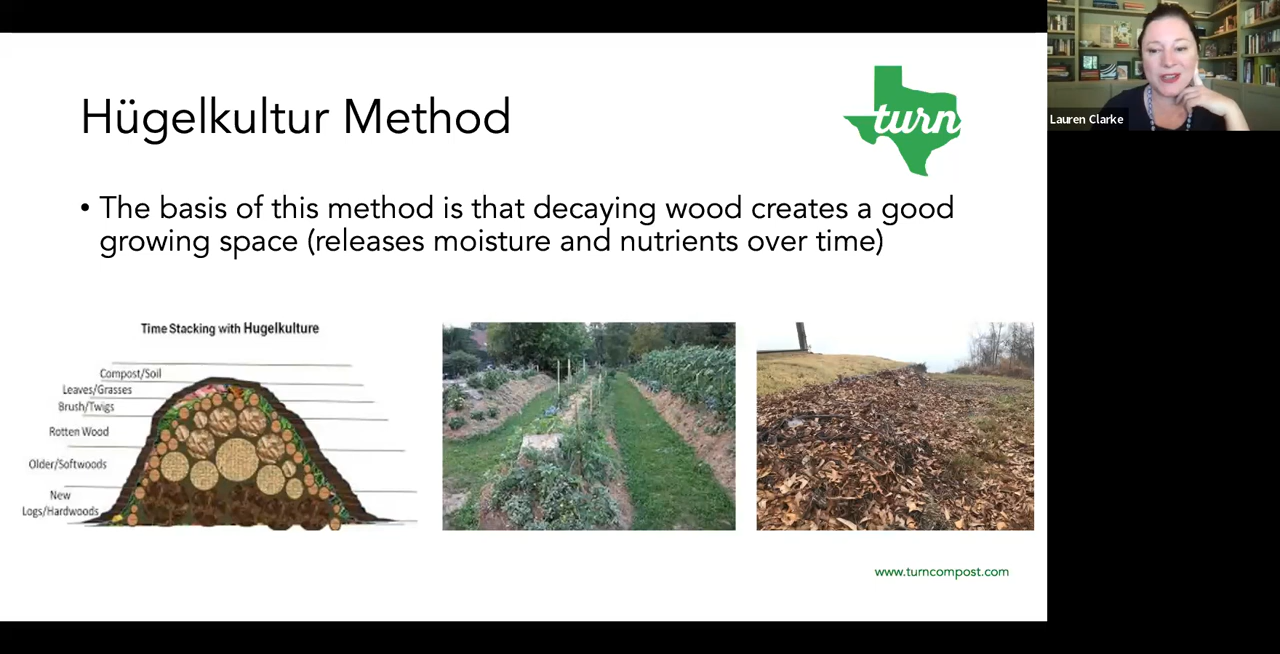 Hügelkultur Method
turn
Lauren Clarke
• The basis of this method is that decaying wood creates a good
growing space (releases moisture and nutrients over time)
Time Stacking with Hugelkulture
Compost/Soil
Leaves/Grasses
Brush/Twigs
Rotten Wood
Older/Softwoods
New
Logs/Hardwoods
www.turncompost.com